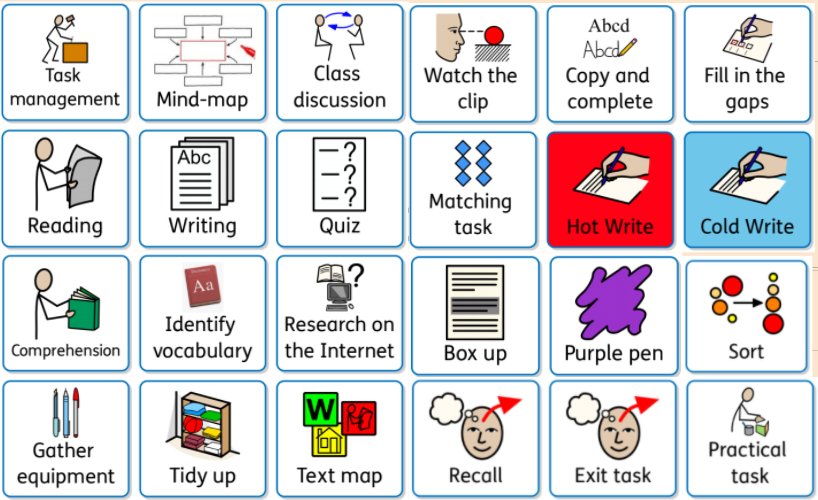 Task
management
Mind-map
Class
discussion
Watch the
clip
Abcd
Abcd
Copy and
complete
Fill in the
gaps
Reading
Abc
Writing
Quiz
Matching
task
Hot Write
Cold Write
Comprehension
Aa
Identify
vocabulary
Research on
the Internet
Box up
Purple pen
Sort
Gather
equipment
Tidy up
W
Text map
Recall
Exit task
Practical
task